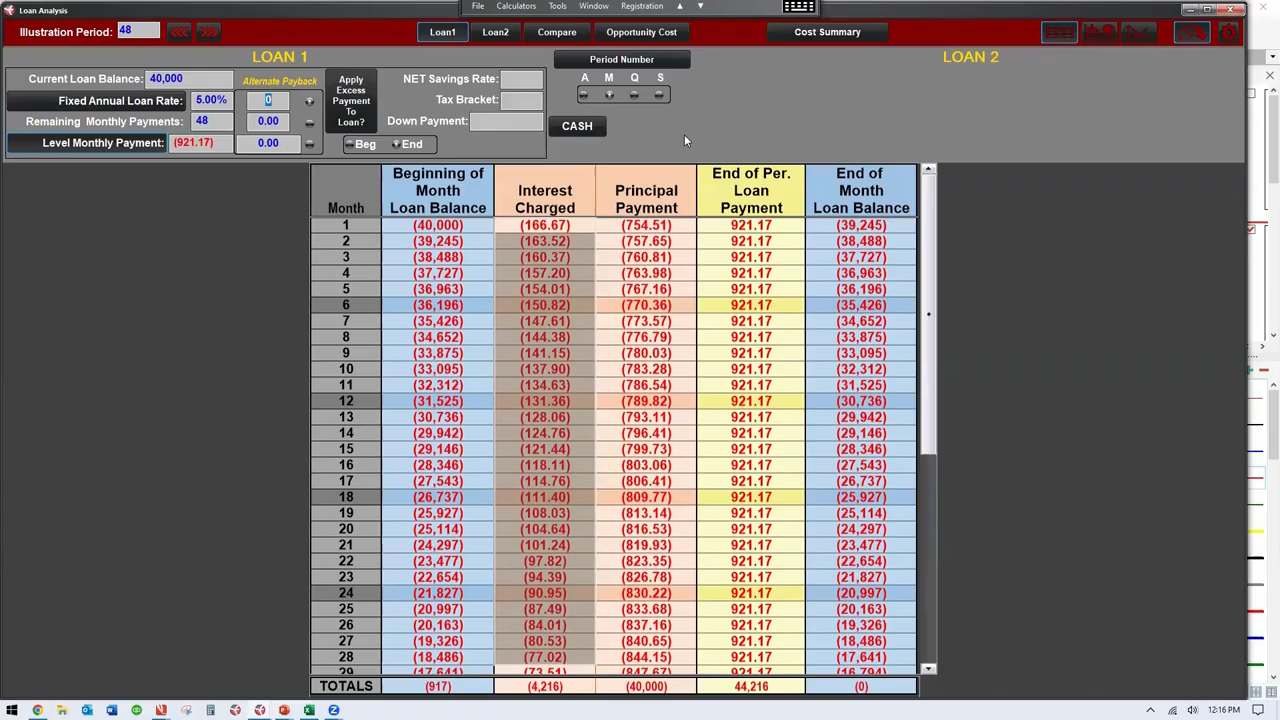 Loan Analysis
File Calculators Tools Window Registration
Illustration Period: 48
Loan1 Loan2 Compare Opportunity Cost Cost Summary
LOAN 1
LOAN 2
Period Number
A M Q S
CASH
Current Loan Balance: 40,000 Alternate Payback
Fixed Annual Loan Rate: 5.00% 0
Remaining Monthly Payments: 48 0.00
Level Monthly Payment: (921.17) 0.00
Apply
Excess
Payment
To
Loan?
NET Savings Rate:
Tax Bracket:
Down Payment:
Beg End
Month
Beginning of
Month
Loan Balance
Interest
Charged
Principal
Payment
End of Per.
Loan
Payment
End of
Month
Loan Balance
1 (40,000) (166.67) (754.51) 921.17 (39,245)
2 (39,245) (163.52) (757.65) 921.17 (38,488)
3 (38,488) (160.37) (760.81) 921.17 (37,727)
4 (37,727) (157.20) (763.98) 921.17 (36,963)
5 (36,963) (154.01) (767.16) 921.17 (36,196)
6 (36,196) (150.82) (770.36) 921.17 (35,426)
7 (35,426) (147.61) (773.57) 921.17 (34,652)
8 (34,652) (144.38) (776.79) 921.17 (33,875)
9 (33,875) (141.15) (780.03) 921.17 (33,095)
10 (33,095) (137.90) (783.28) 921.17 (32,312)
11 (32,312) (134.63) (786.54) 921.17 (31,525)
12 (31,525) (131.36) (789.82) 921.17 (30,736)
13 (30,736) (128.06) (793.11) 921.17 (29,942)
14 (29,942) (124.76) (796.41) 921.17 (29,146)
15 (29,146) (121.44) (799.73) 921.17 (28,346)
16 (28,346) (118.11) (803.06) 921.17 (27,543)
17 (27,543) (114.76) (806.41) 921.17 (26,737)
18 (26,737) (111.40) (809.77) 921.17 (25,927)
19 (25,927) (108.03) (813.14) 921.17 (25,114)
20 (25,114) (104.64) (816.53) 921.17 (24,297)
21 (24,297) (101.24) (819.93) 921.17 (23,477)
22 (23,477) (97.82) (823.35) 921.17 (22,654)
23 (22,654) (94.39) (826.78) 921.17 (21,827)
24 (21,827) (90.95) (830.22) 921.17 (20,997)
25 (20,997) (87.49) (833.68) 921.17 (20,163)
26 (20,163) (84.01) (837.16) 921.17 (19,326)
27 (19,326) (80.53) (840.65) 921.17 (18,486)
28 (18,486) (77.02) (844.15) 921.17 (17,641)
29 (17,641) (73.51) (847.67) 921.17 (16,794)
TOTALS (917) (4,216) (40,000) 44,216 (0)
12:16 PM